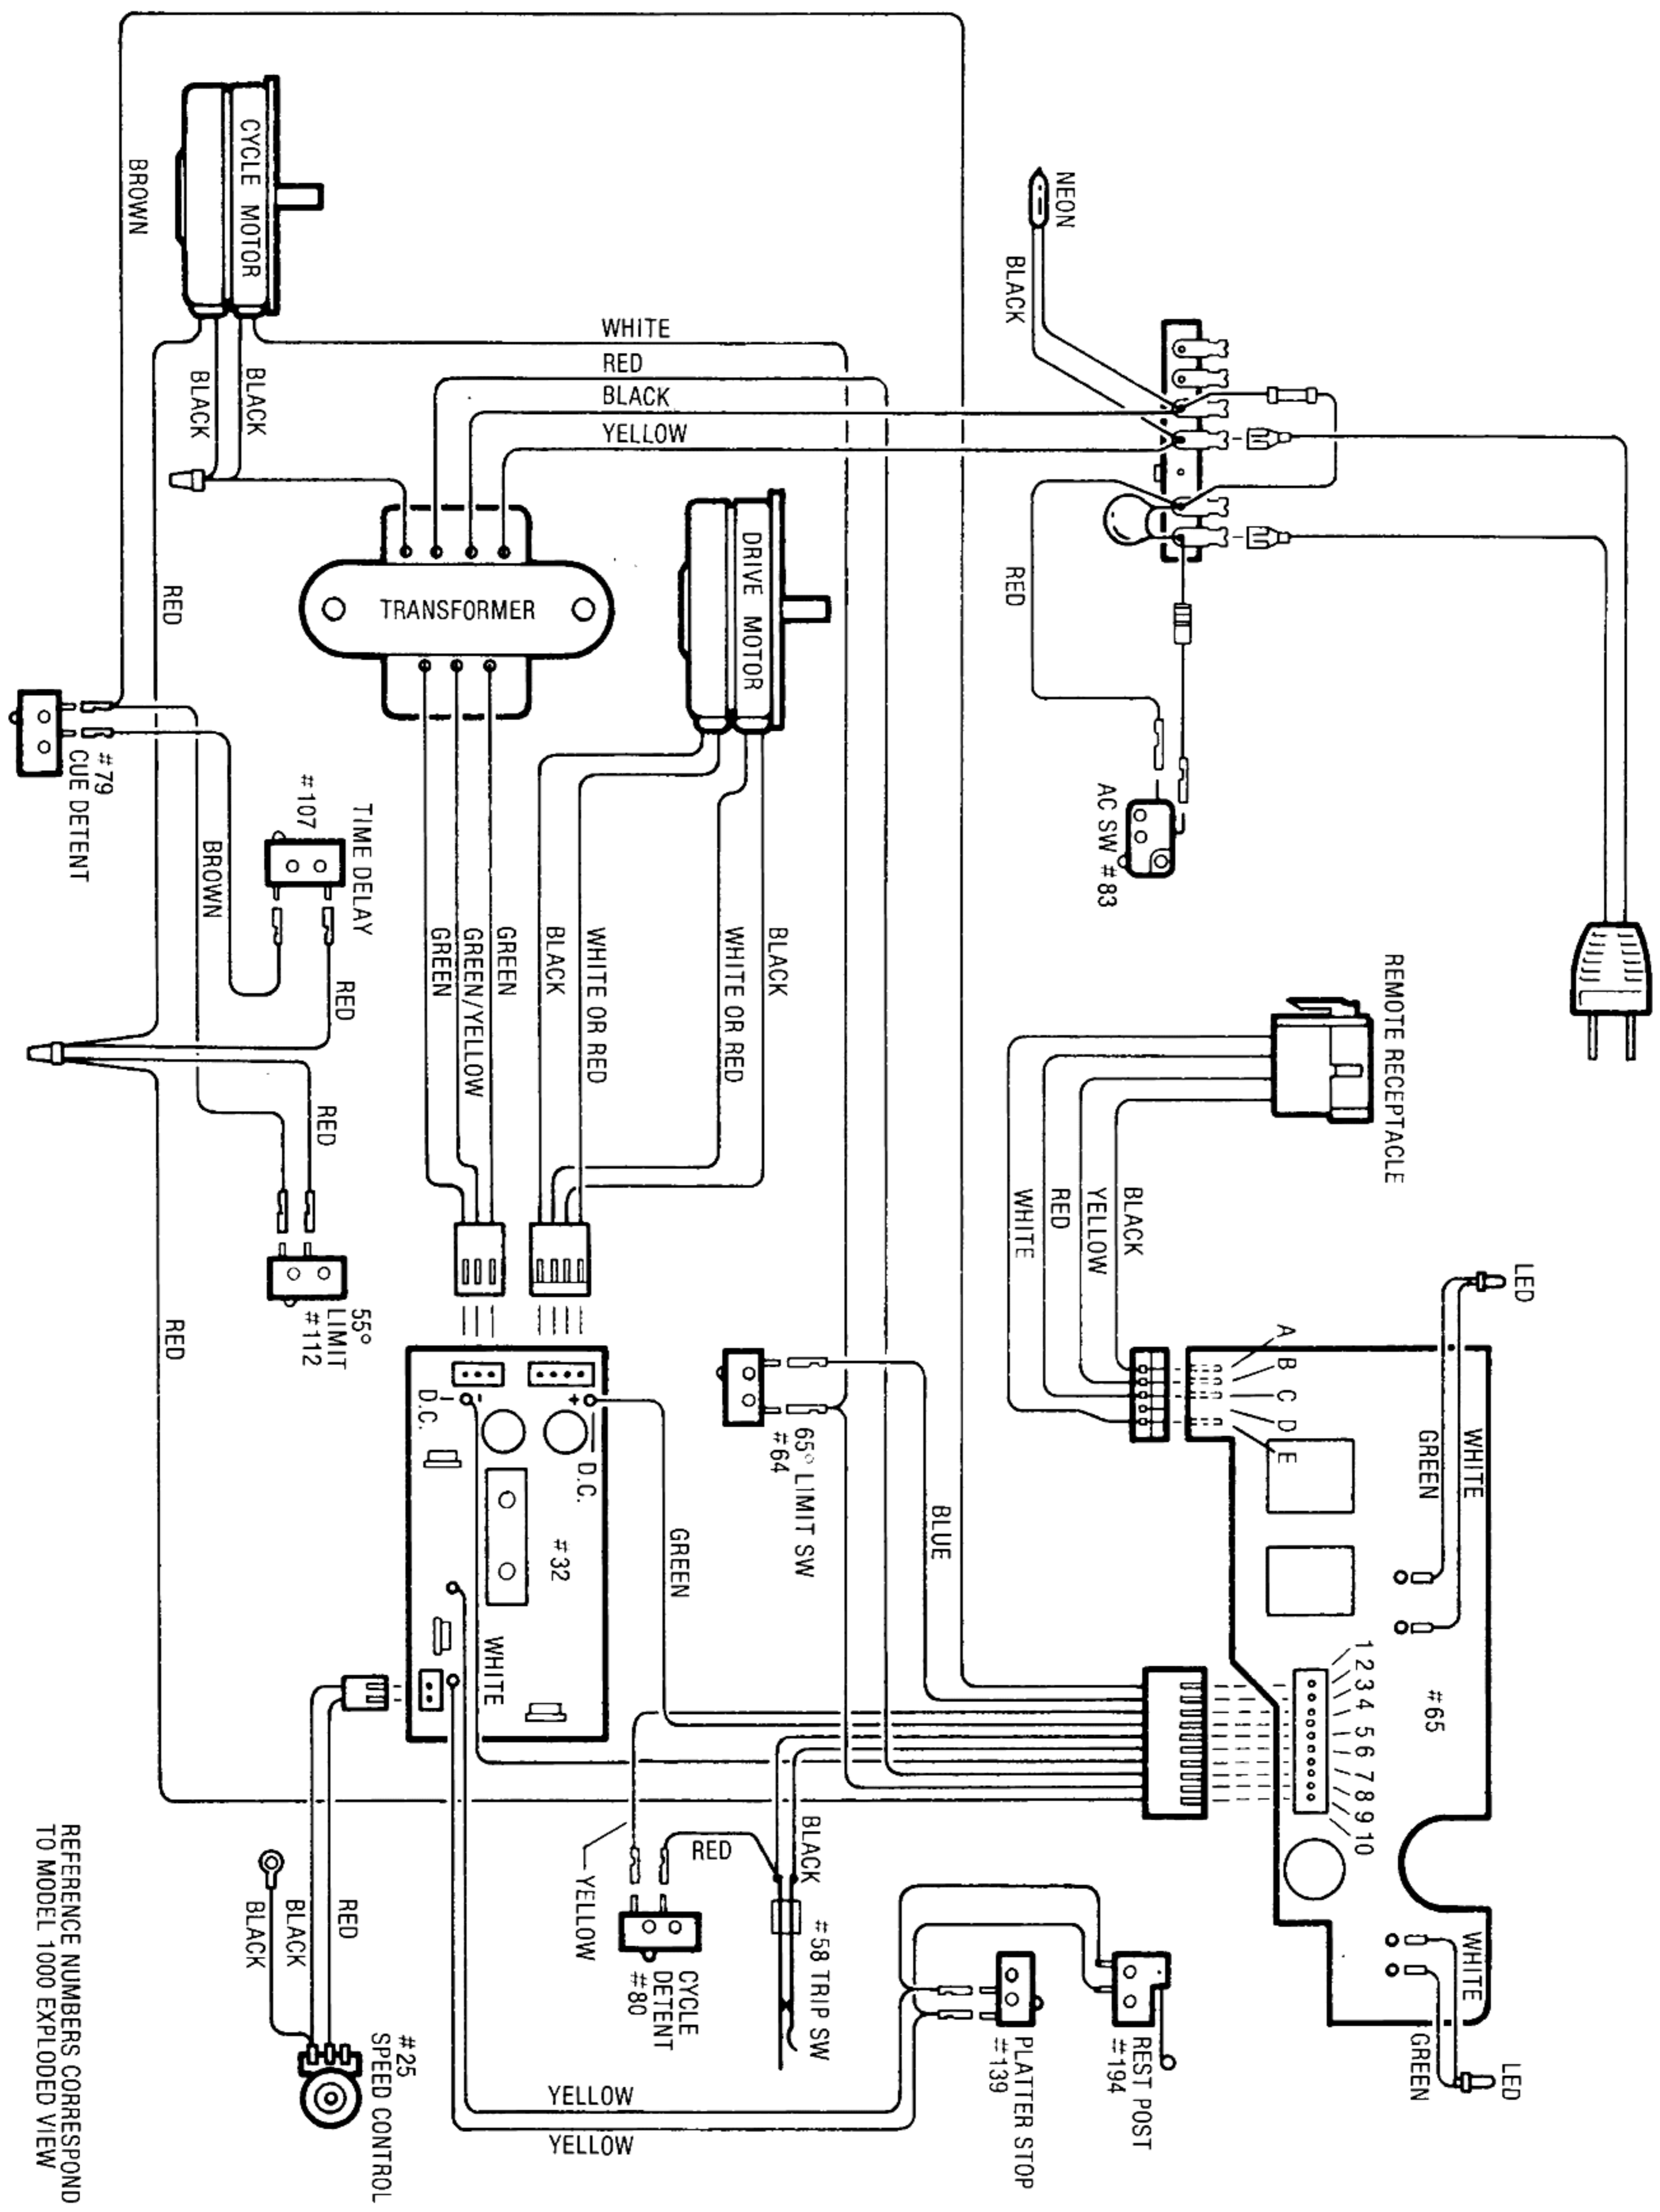 NEON
BLACK
CYCLE MOTOR
BROWN
WHITE
RED
BLACK
YELLOW
BLACK
BLACK
RED
TRANSFORMER
DRIVE MOTOR
RED
AC SW #83
#79
CUE DETENT
TIME DELAY
#107
BROWN
RED
GREEN
GREEN/YELLOW
GREEN
BLACK
WHITE OR RED
WHITE OR RED
BLACK
REMOTE RECEPTACLE
BLACK
YELLOW
RED
WHITE
RED
55°
LIMIT
#112
RED
LED
WHITE
GREEN
A
B
C
D
E
65° LIMIT SW
#64
BLUE
GREEN
+
D.C.
-
D.C.
#32
WHITE
#65
1 2 3 4 5 6 7 8 9 10
BLACK
RED
YELLOW
CYCLE
DETENT
#80
#58 TRIP SW
WHITE
GREEN
LED
REST POST
#194
PLATTER STOP
#139
YELLOW
YELLOW
RED
BLACK
BLACK
#25
SPEED CONTROL
REFERENCE NUMBERS CORRESPOND
TO MODEL 1000 EXPLODED VIEW